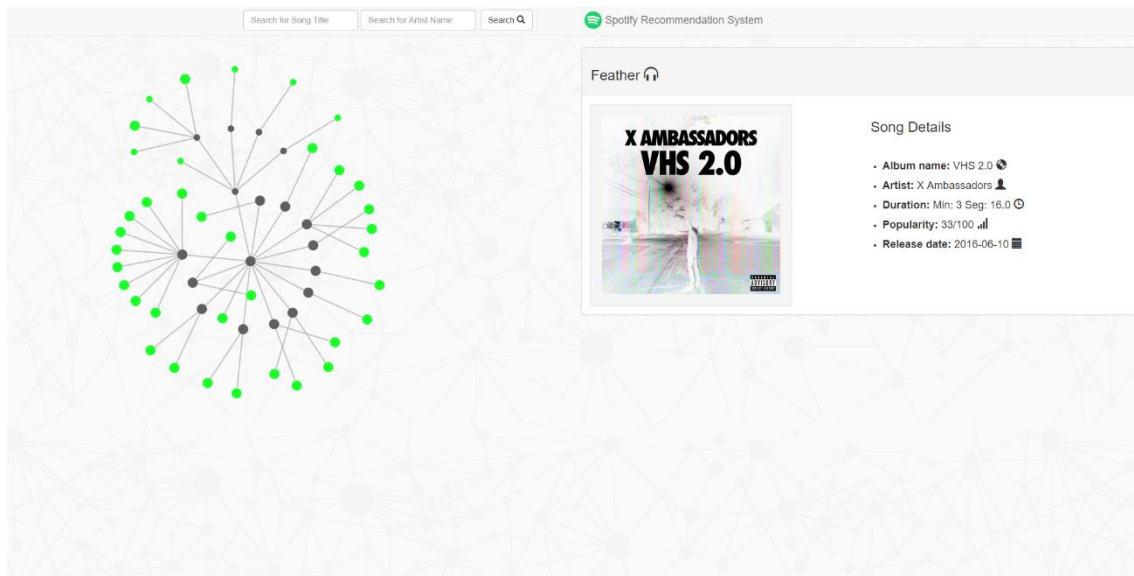 Search for Song Title
Search for Artist Name
Search
Spotify Recommendation System
Feather
X AMBASSADORS
VHS 2.0
PARENTAL
ADVISORY
Song Details
Album name: VHS 2.0
Artist: X Ambassadors
Duration: Min: 3 Seg: 16.0
Popularity: 33/100
Release date: 2016-06-10